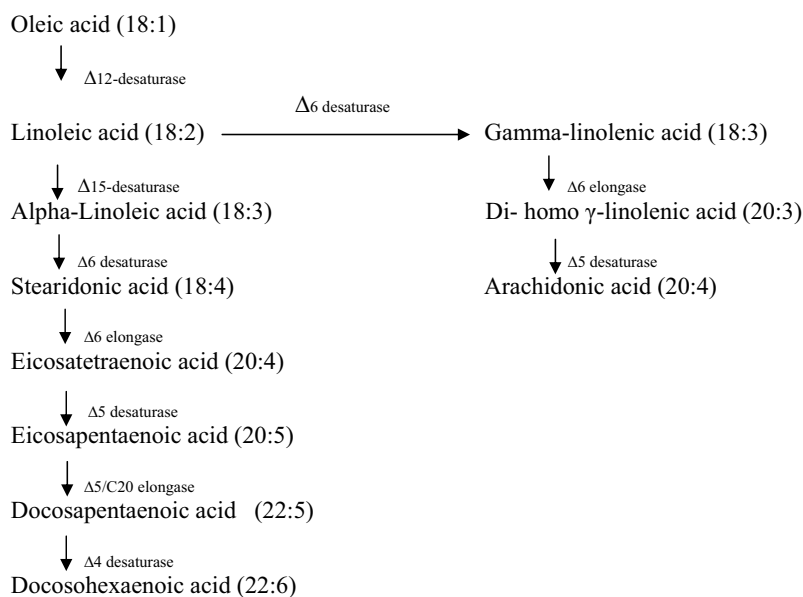 Oleic acid (18:1)
Δ12-desaturase
Δ6 desaturase
Linoleic acid (18:2)
Gamma-linolenic acid (18:3)
Δ15-desaturase
Δ6 elongase
Alpha-Linoleic acid (18:3)
Di- homo γ-linolenic acid (20:3)
Δ6 desaturase
Δ5 desaturase
Stearidonic acid (18:4)
Arachidonic acid (20:4)
Δ6 elongase
Eicosatetraenoic acid (20:4)
Δ5 desaturase
Eicosapentaenoic acid (20:5)
Δ5/C20 elongase
Docosapentaenoic acid (22:5)
Δ4 desaturase
Docosohexaenoic acid (22:6)